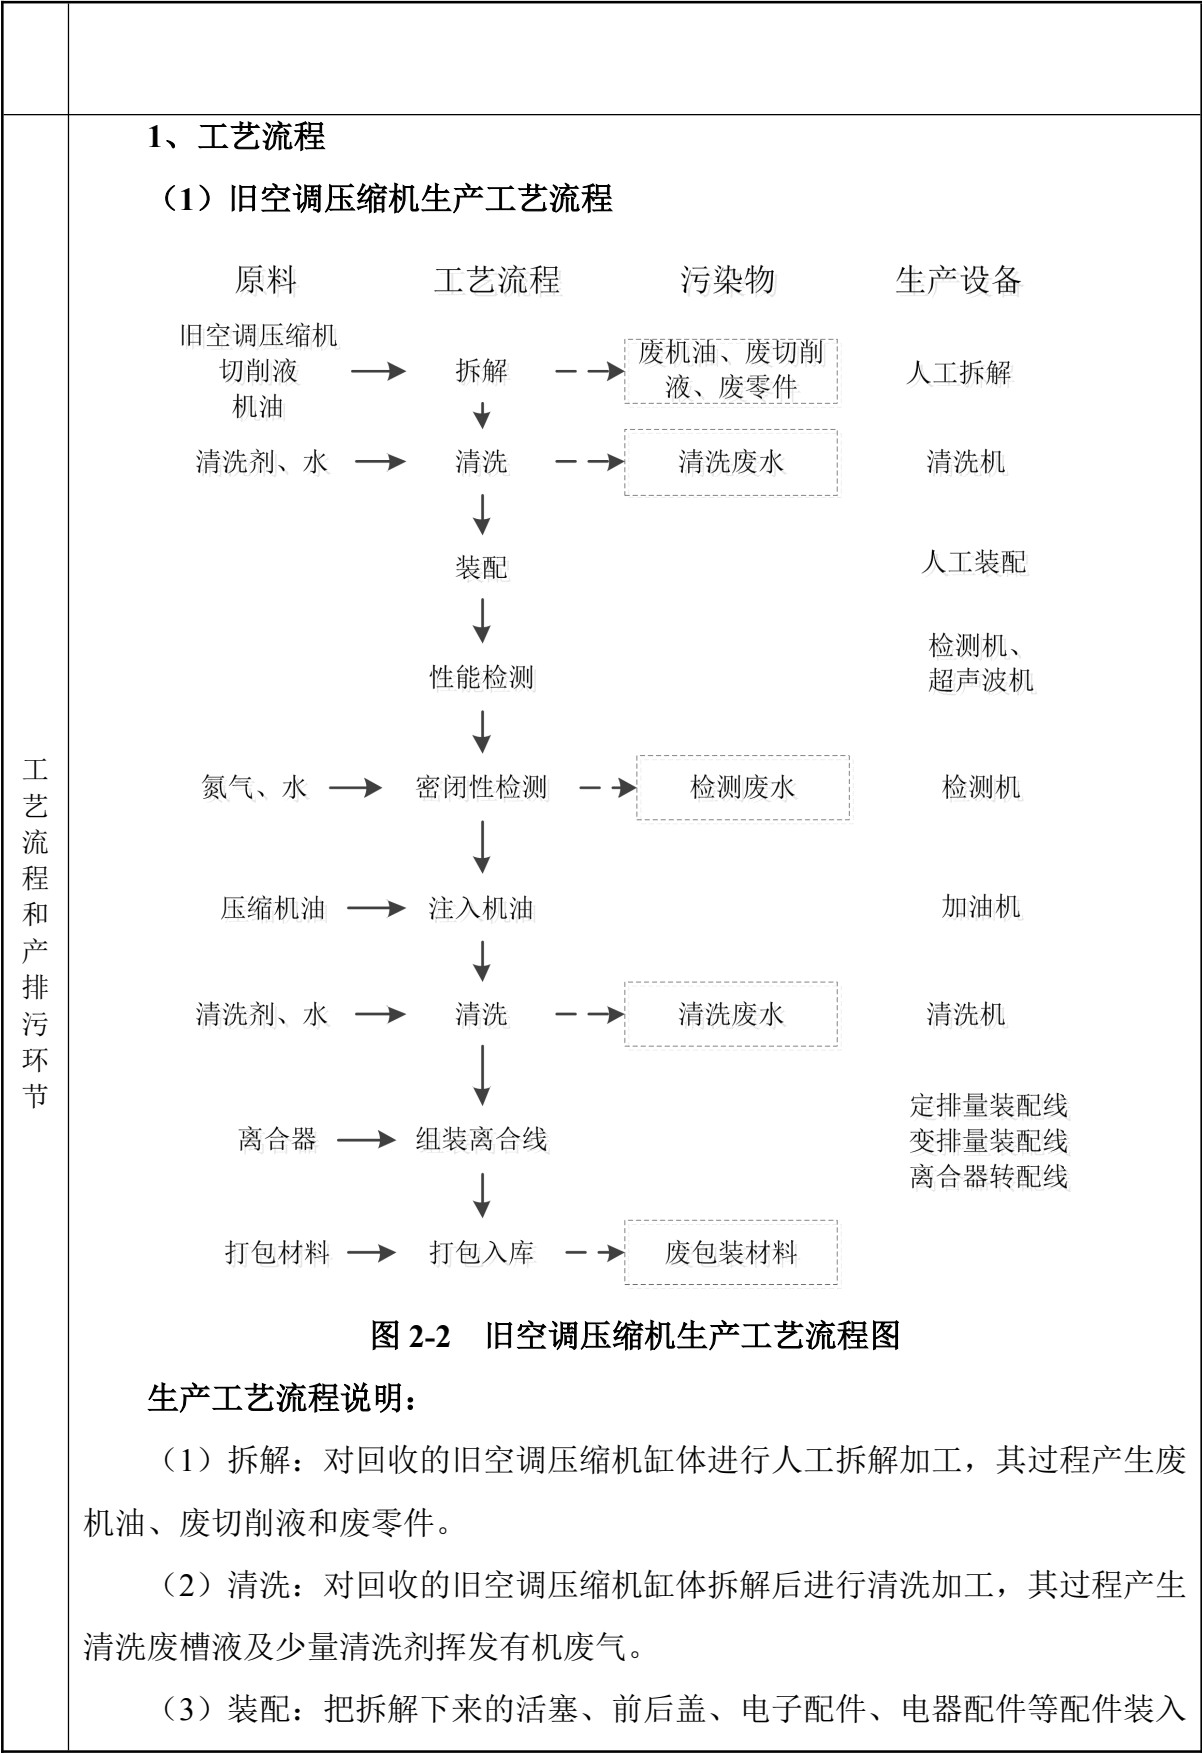 1、工艺流程
（1）旧空调压缩机生产工艺流程
原料 工艺流程 污染物 生产设备
旧空调压缩机
切削液
机油
拆解
废机油、废切削
液、废零件
人工拆解
清洗剂、水 清洗 清洗废水 清洗机
装配 人工装配
性能检测
检测机、
超声波机
氮气、水 密闭性检测 检测废水 检测机
压缩机油 注入机油 加油机
清洗剂、水 清洗 清洗废水 清洗机
离合器 组装离合线
定排量装配线
变排量装配线
离合器转配线
打包材料 打包入库 废包装材料
图 2-2 旧空调压缩机生产工艺流程图
生产工艺流程说明：
（1）拆解：对回收的旧空调压缩机缸体进行人工拆解加工，其过程产生废
机油、废切削液和废零件。
（2）清洗：对回收的旧空调压缩机缸体拆解后进行清洗加工，其过程产生
清洗废槽液及少量清洗剂挥发有机废气。
（3）装配：把拆解下来的活塞、前后盖、电子配件、电器配件等配件装入
工
艺
流
程
和
产
排
污
环
节